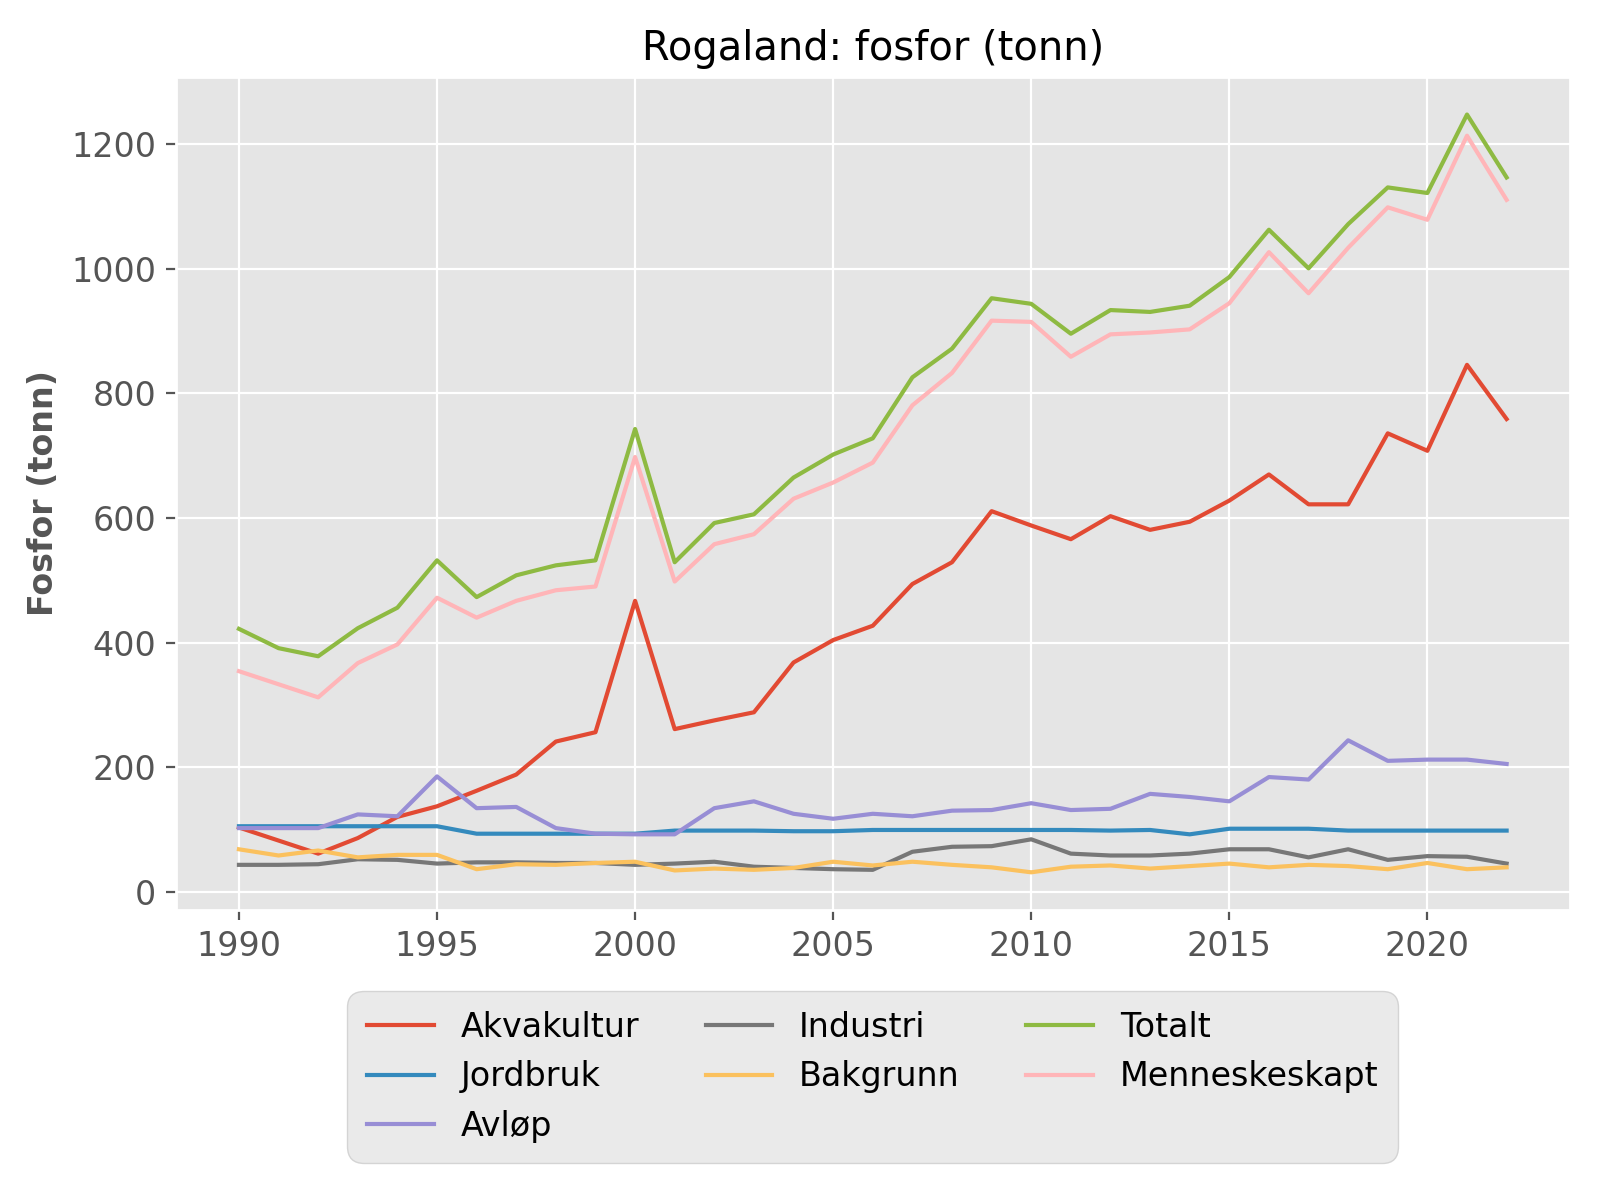 Rogaland: fosfor (tonn)
Fosfor (tonn)
1200
1000
800
600
400
200
0
1990 1995 2000 2005 2010 2015 2020
Akvakultur Industri Totalt
Jordbruk Bakgrunn Menneskeskapt
Avløp